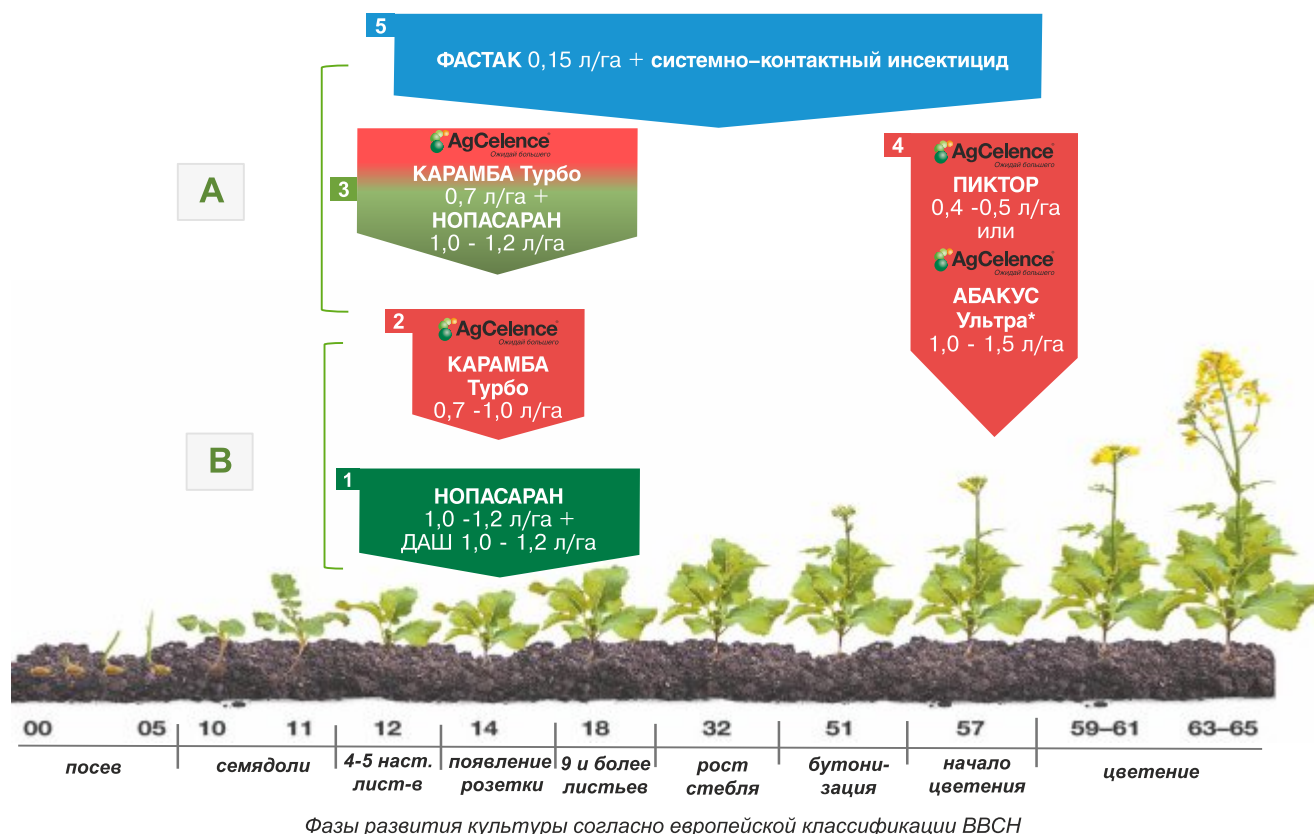 5
ФАСТАК 0,15 л/га + системно–контактный инсектицид
A
3
AgCelence®
Ожидай большего
КАРАМБА Турбо
0,7 л/га +
НОПАСАРАН
1,0 - 1,2 л/га
4
AgCelence®
Ожидай большего
ПИКТОР
0,4 -0,5 л/га
или
AgCelence®
Ожидай большего
АБАКУС
Ультра*
1,0 - 1,5 л/га
2
AgCelence®
Ожидай большего
КАРАМБА
Турбо
0,7 -1,0 л/га
B
1
НОПАСАРАН
1,0 -1,2 л/га +
ДАШ 1,0 - 1,2 л/га
00 05 10 11 12 14 18 32 51 57 59–61 63–65
посев
семядоли
4-5 наст.
лист-в
появление
розетки
9 и более
листьев
рост
стебля
бутони-
зация
начало
цветения
цветение
Фазы развития культуры согласно европейской классификации ВВСН